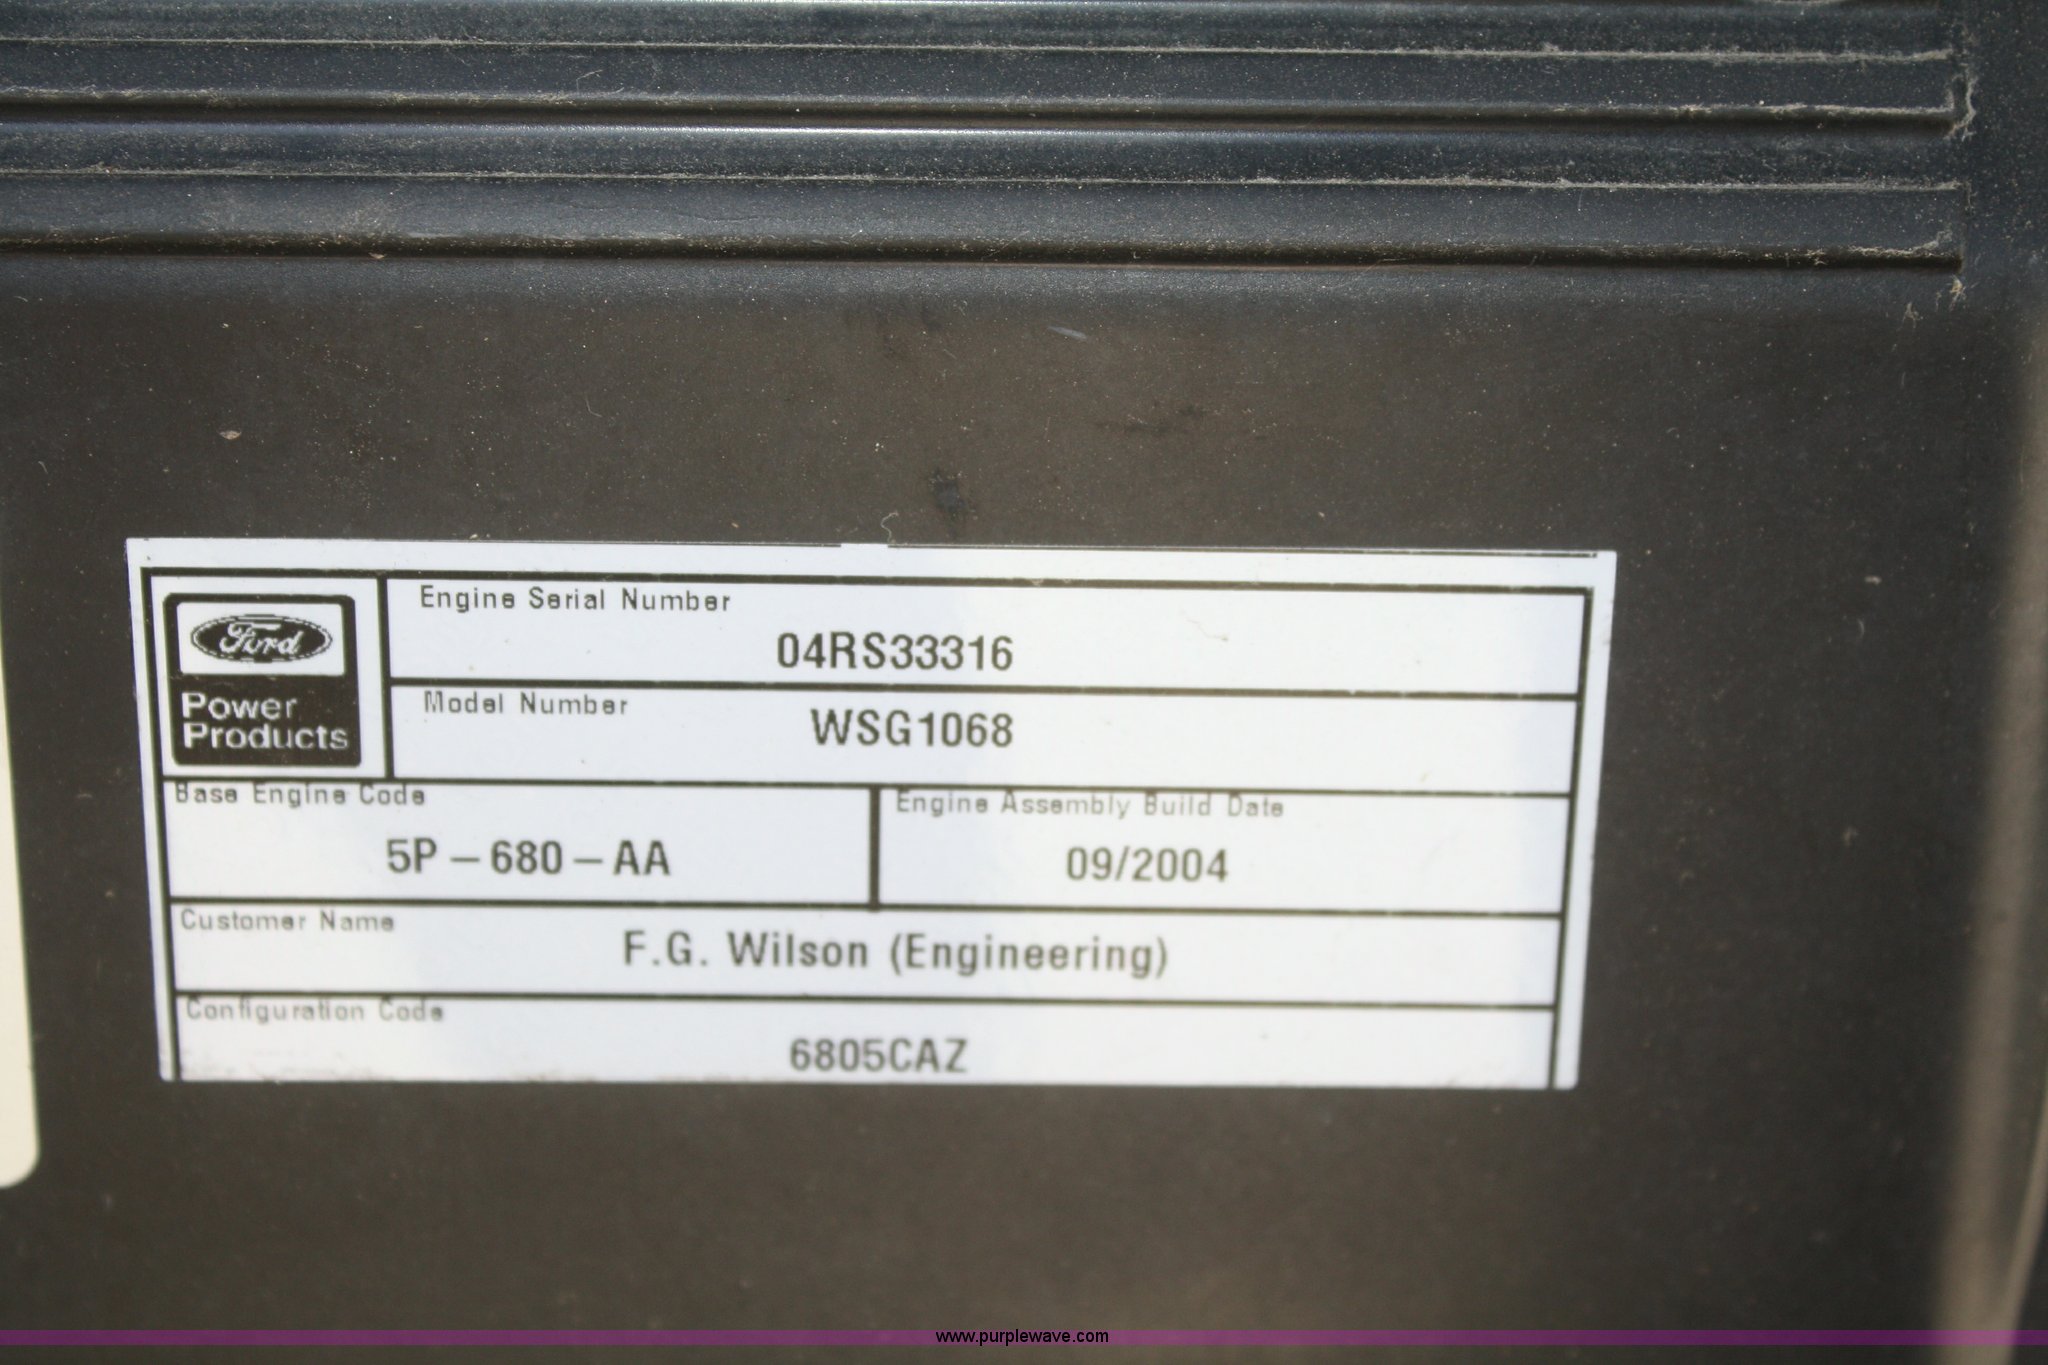 Ford
Power
Products
Engine Serial Number
04RS33316
Model Number
WSG1068
Base Engine Code
5P-680-AA
Engine Assembly Build Date
09/2004
Customer Name
F.G. Wilson (Engineering)
Configuration Code
6805CAZ
www.purplewave.com